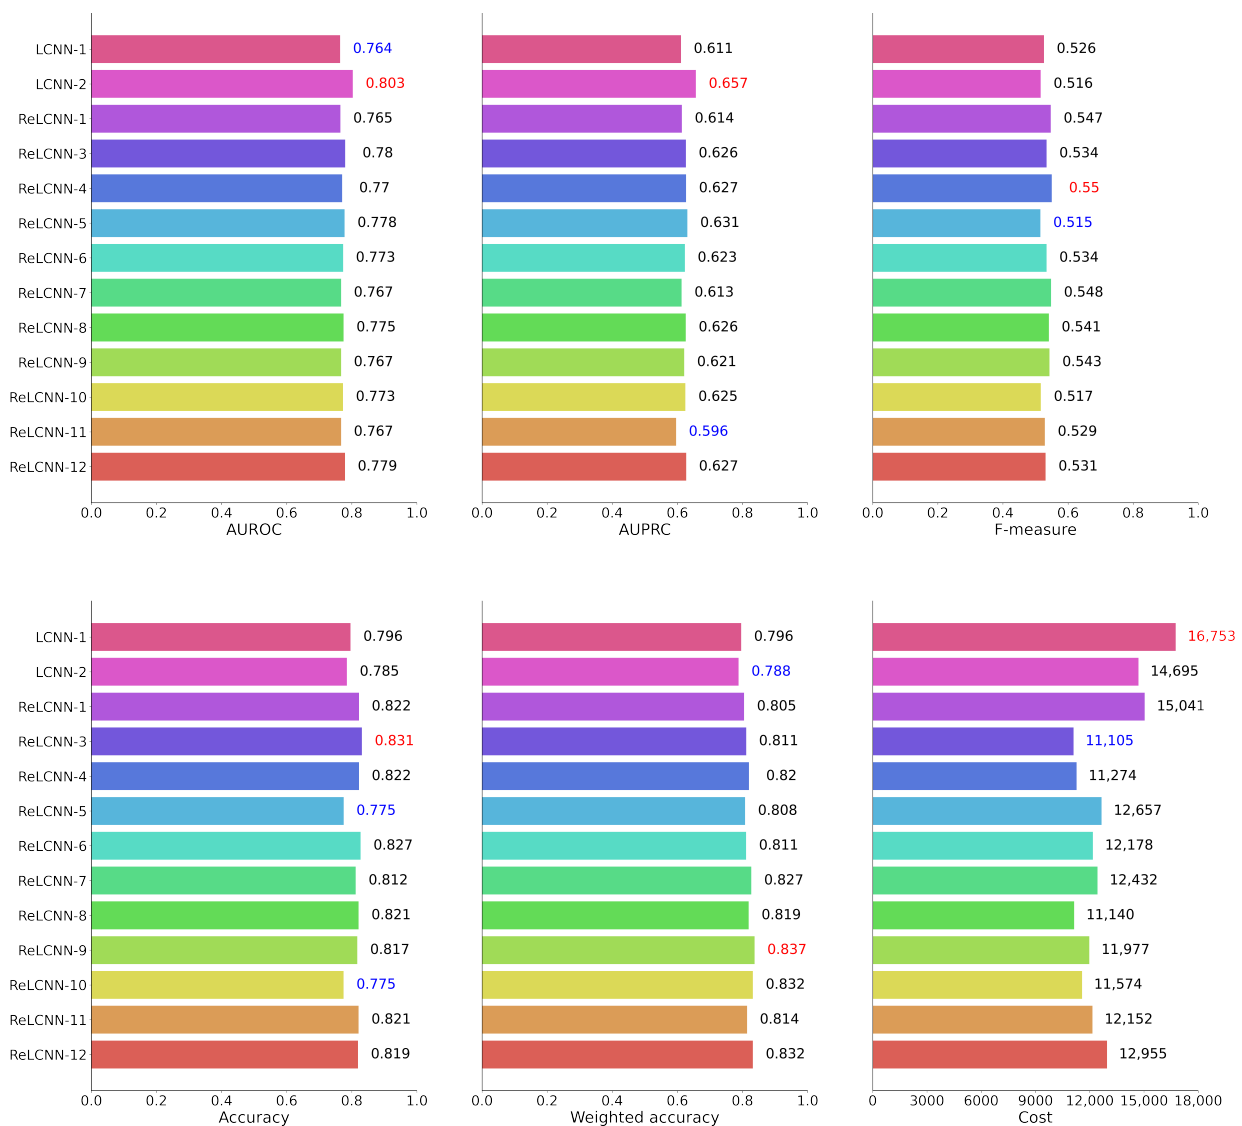 LCNN-1 0.764 0.611 0.526
LCNN-2 0.803 0.657 0.516
ReLCNN-1 0.765 0.614 0.547
ReLCNN-3 0.78 0.626 0.534
ReLCNN-4 0.77 0.627 0.55
ReLCNN-5 0.778 0.631 0.515
ReLCNN-6 0.773 0.623 0.534
ReLCNN-7 0.767 0.613 0.548
ReLCNN-8 0.775 0.626 0.541
ReLCNN-9 0.767 0.621 0.543
ReLCNN-10 0.773 0.625 0.517
ReLCNN-11 0.767 0.596 0.529
ReLCNN-12 0.779 0.627 0.531
0.0 0.2 0.4 0.6 0.8 1.0 0.0 0.2 0.4 0.6 0.8 1.0 0.0 0.2 0.4 0.6 0.8 1.0
AUROC AUPRC F-measure
LCNN-1 0.796 0.796 16,753
LCNN-2 0.785 0.788 14,695
ReLCNN-1 0.822 0.805 15,041
ReLCNN-3 0.831 0.811 11,105
ReLCNN-4 0.822 0.82 11,274
ReLCNN-5 0.775 0.808 12,657
ReLCNN-6 0.827 0.811 12,178
ReLCNN-7 0.812 0.827 12,432
ReLCNN-8 0.821 0.819 11,140
ReLCNN-9 0.817 0.837 11,977
ReLCNN-10 0.775 0.832 11,574
ReLCNN-11 0.821 0.814 12,152
ReLCNN-12 0.819 0.832 12,955
0.0 0.2 0.4 0.6 0.8 1.0 0.0 0.2 0.4 0.6 0.8 1.0 0 3000 6000 9000 12,000 15,000 18,000
Accuracy Weighted accuracy Cost